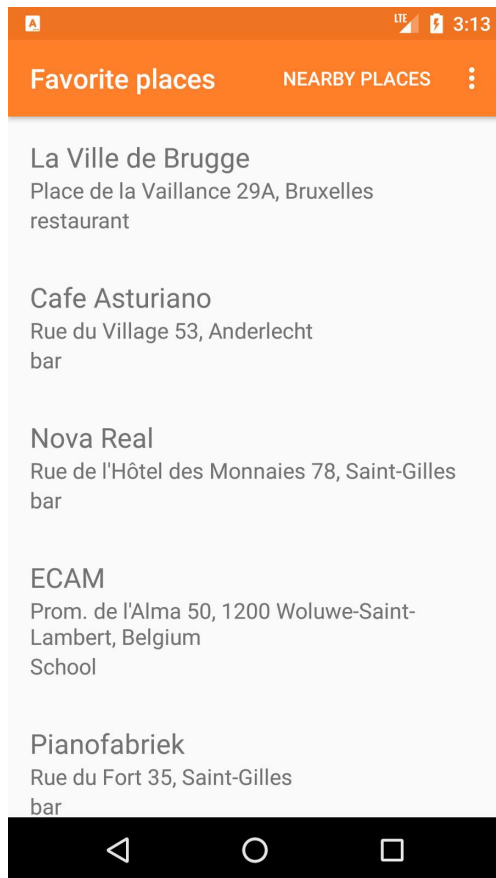 LTE 3:13
Favorite places NEARBY PLACES
La Ville de Brugge
Place de la Vaillance 29A, Bruxelles
restaurant
Cafe Asturiano
Rue du Village 53, Anderlecht
bar
Nova Real
Rue de l'Hôtel des Monnaies 78, Saint-Gilles
bar
ECAM
Prom. de l'Alma 50, 1200 Woluwe-Saint-
Lambert, Belgium
School
Pianofabriek
Rue du Fort 35, Saint-Gilles
bar